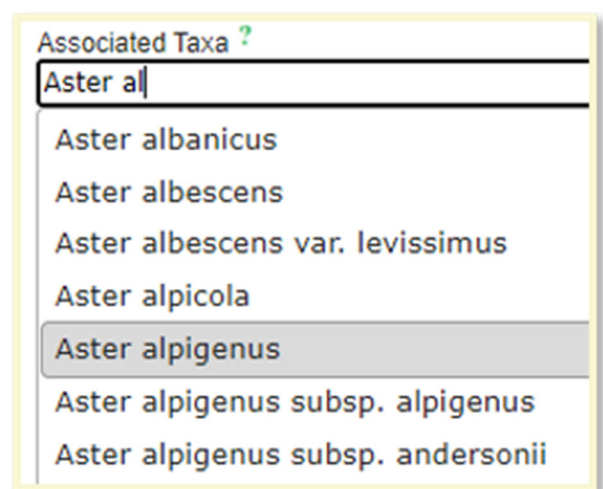 Associated Taxa ?
Aster al
Aster albanicus
Aster albescens
Aster albescens var. levissimus
Aster alpicola
Aster alpigenus
Aster alpigenus subsp. alpigenus
Aster alpigenus subsp. andersonii